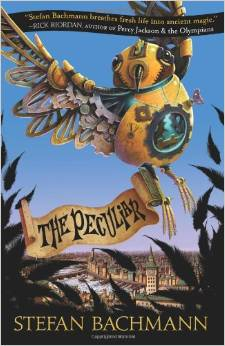 "Stefan Bachmann breathes fresh life into ancient magic."
—RICK RIORDAN, AUTHOR OF Percy Jackson & the Olympians
THE PECULIAR
STEFAN BACHMANN